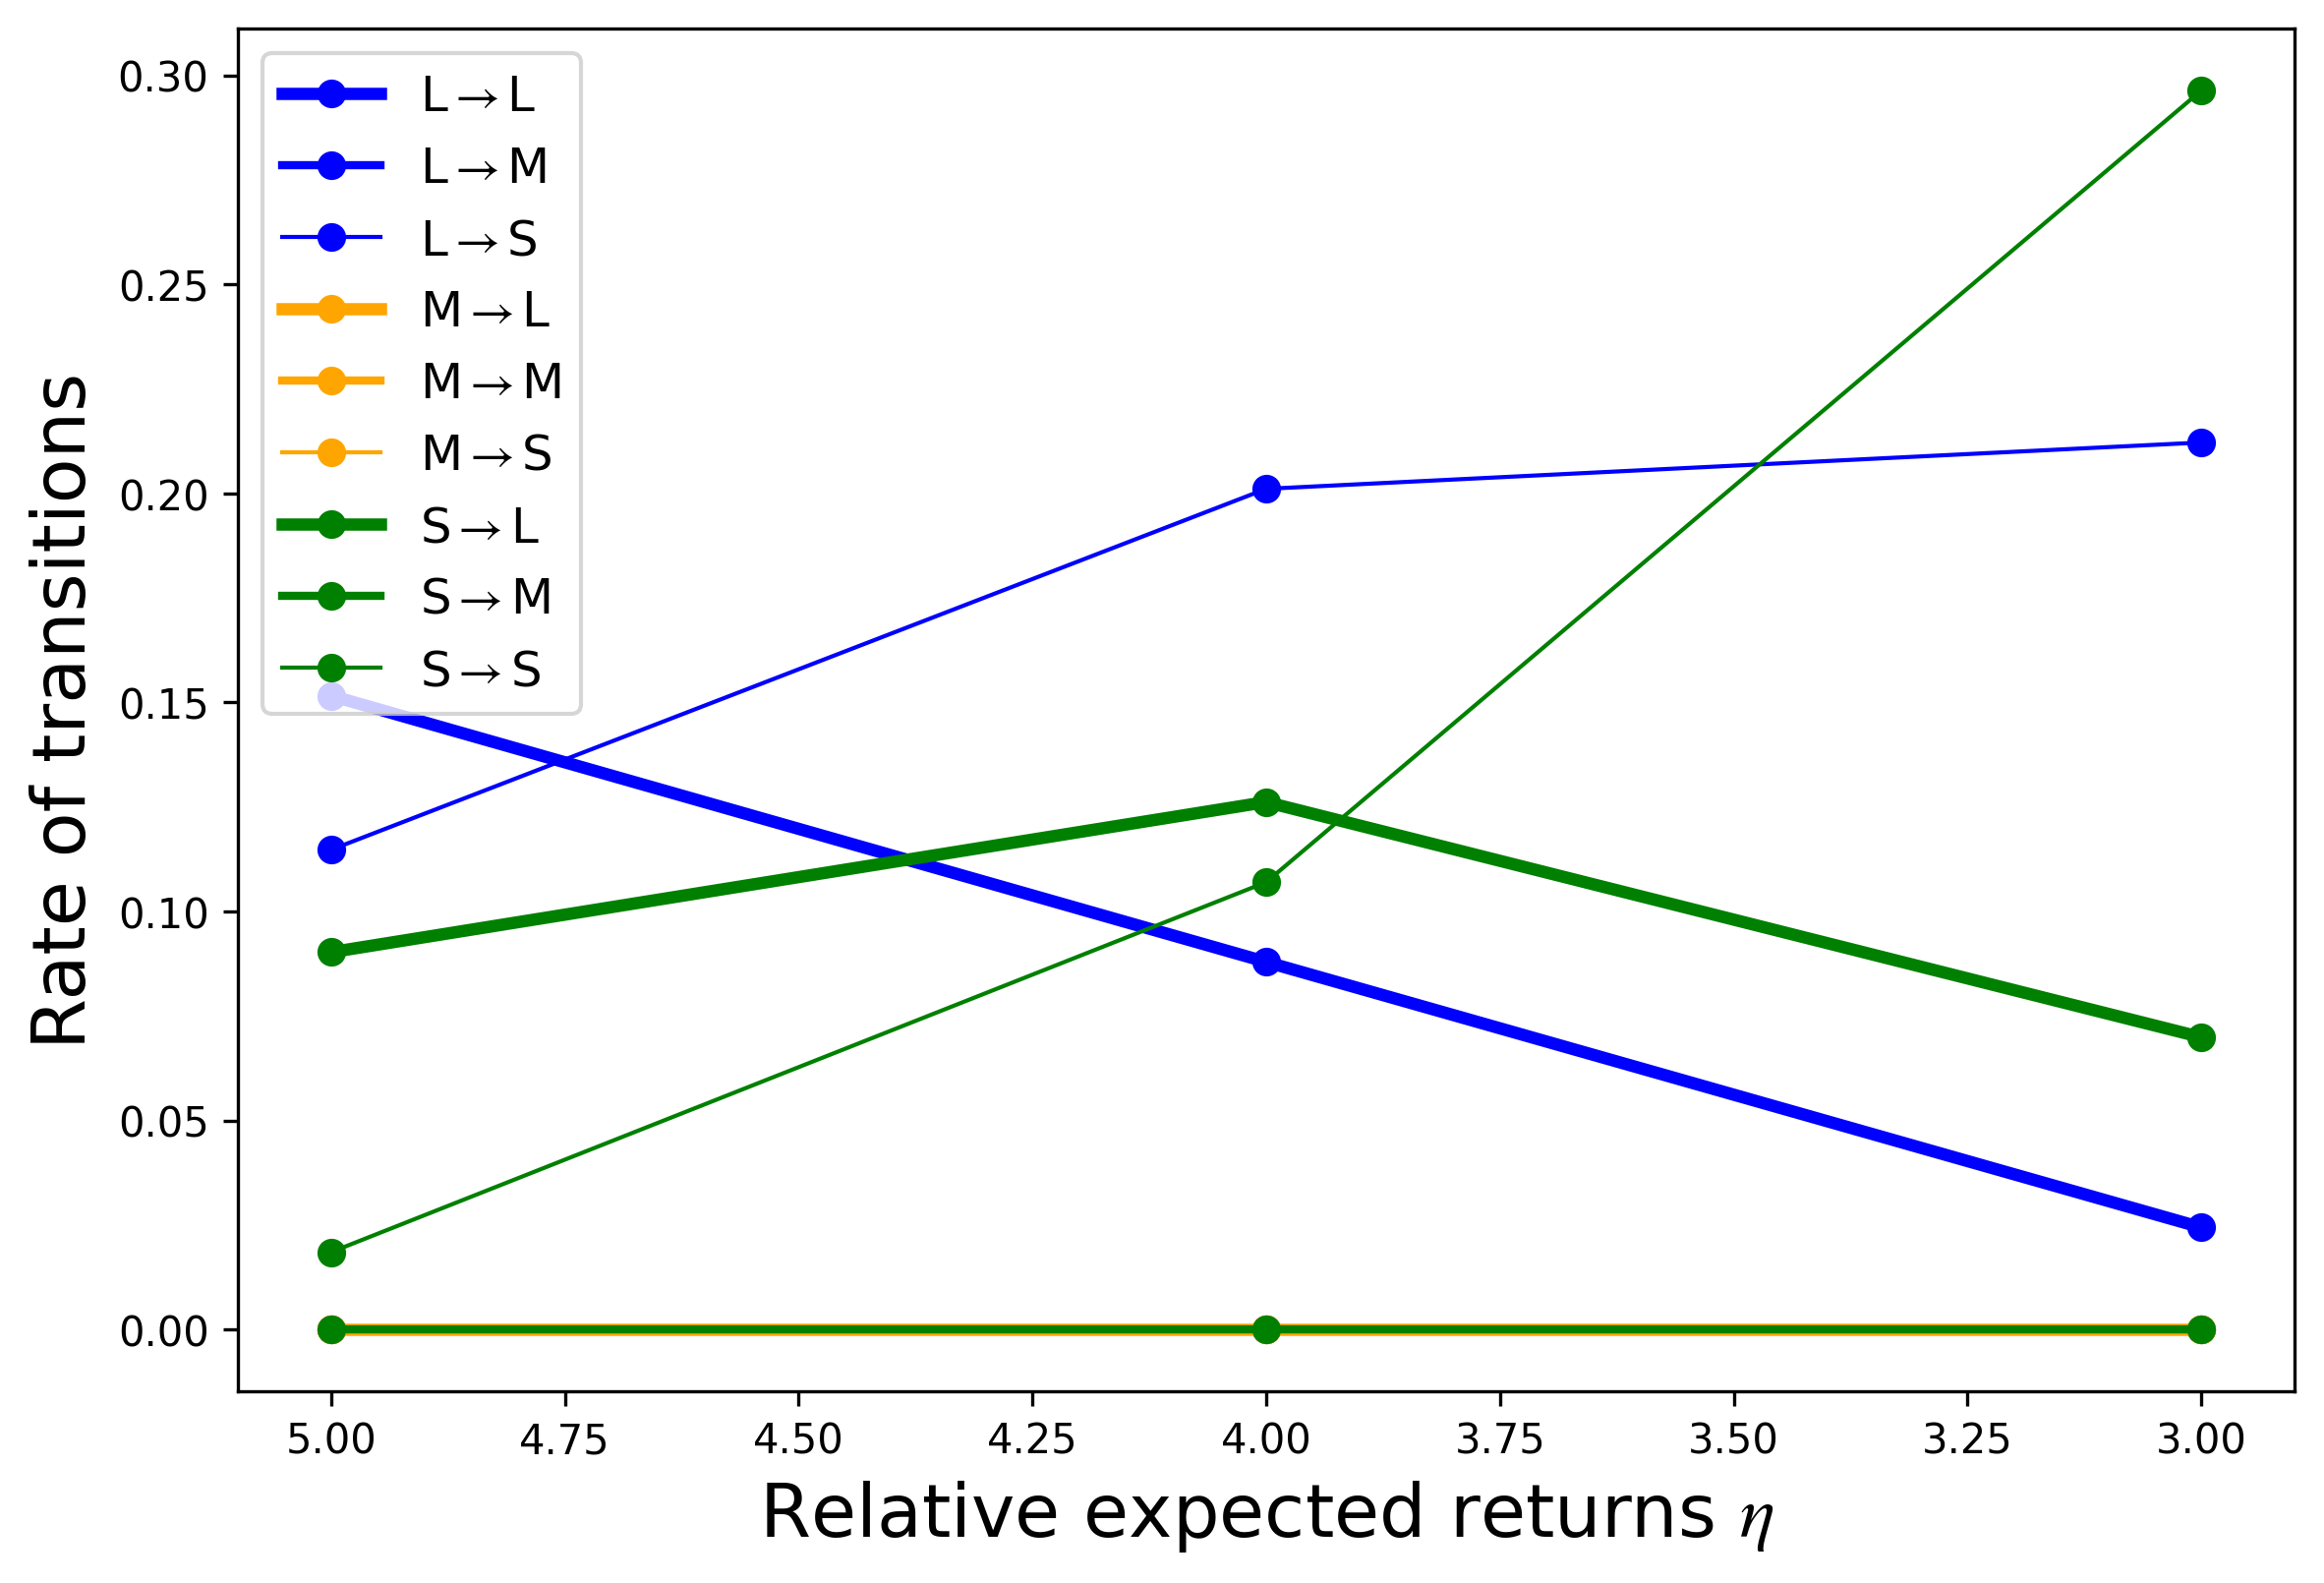 0.30
0.25
0.20
0.15
0.10
0.05
0.00
Rate of transitions
L→L
L→M
L→S
M→L
M→M
M→S
S→L
S→M
S→S
5.00 4.75 4.50 4.25 4.00 3.75 3.50 3.25 3.00
Relative expected returns η